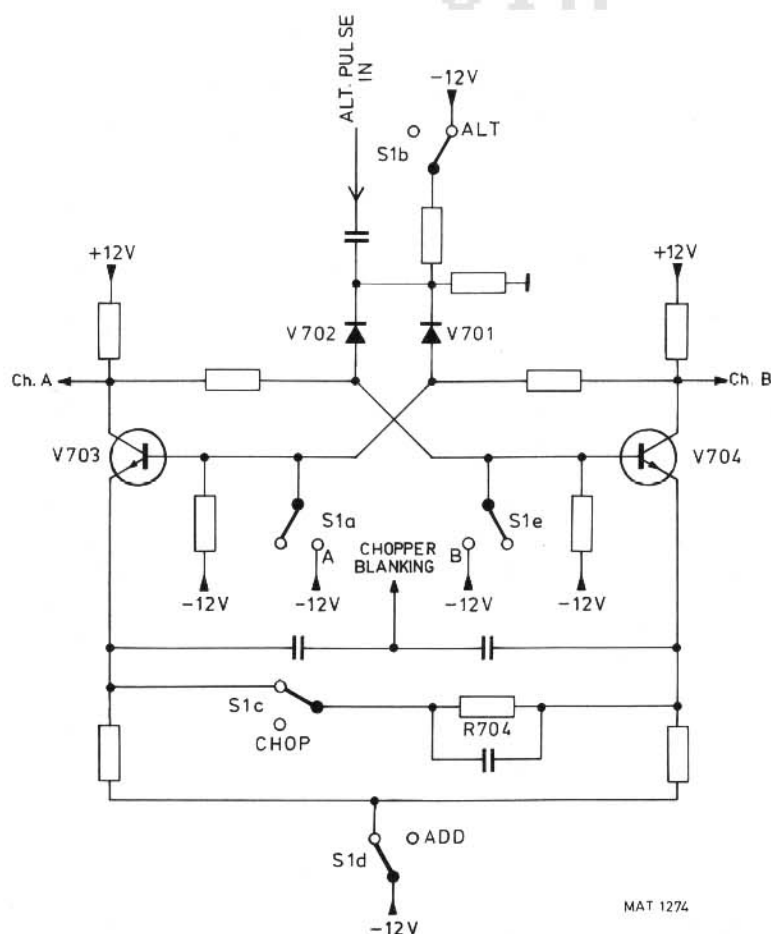 ALT. PULSE
IN
-12V
ALT
S1b
+12V
+12V
V702
V701
Ch. A
Ch. B
V703
V704
S1a
S1e
A
CHOPPER
BLANKING
B
-12V
-12V
-12V
-12V
S1c
CHOP
R704
S1d
ADD
-12V
MAT 1274